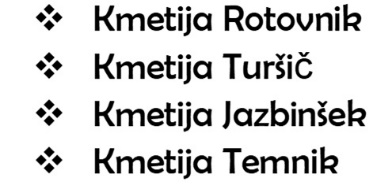 ❖ Kmetija Rotovnik
❖ Kmetija Turšič
❖ Kmetija Jazbinšek
❖ Kmetija Temnik